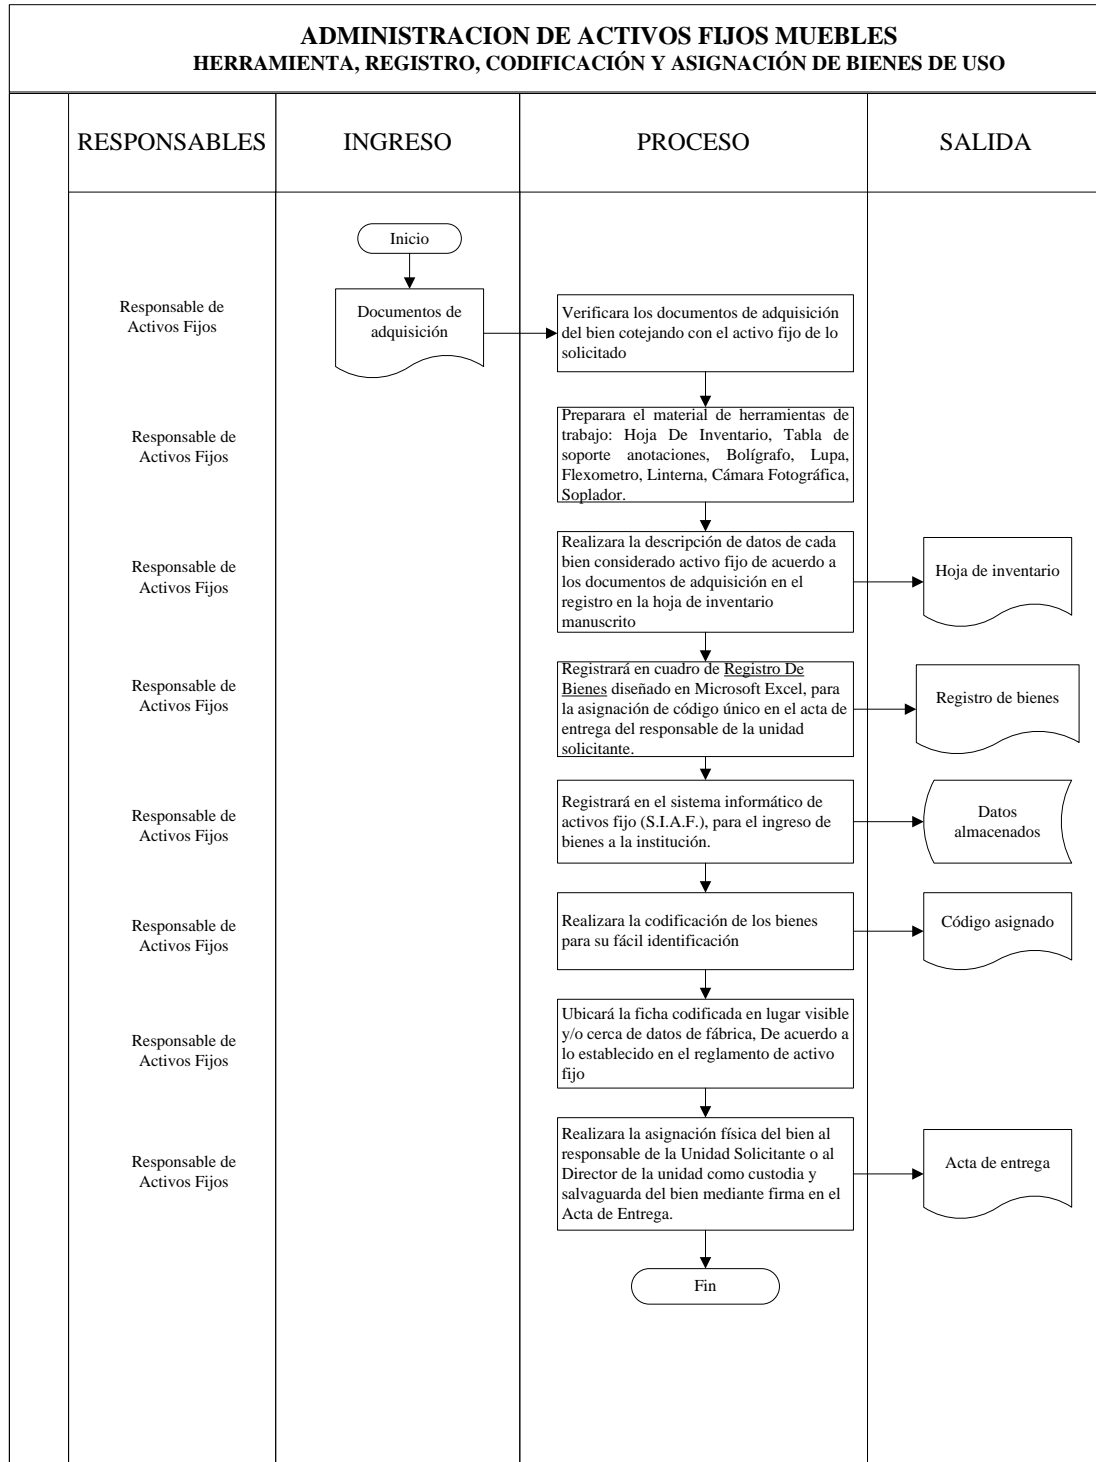 ADMINISTRACION DE ACTIVOS FIJOS MUEBLES
HERRAMIENTA, REGISTRO, CODIFICACIÓN Y ASIGNACIÓN DE BIENES DE USO
RESPONSABLES
INGRESO
PROCESO
SALIDA
Inicio
Responsable de
Activos Fijos
Documentos de
adquisición
Verificara los documentos de adquisición
del bien cotejando con el activo fijo de lo
solicitado
Responsable de
Activos Fijos
Preparara el material de herramientas de
trabajo: Hoja De Inventario, Tabla de
soporte anotaciones, Bolígrafo, Lupa,
Flexometro, Linterna, Cámara Fotográfica,
Soplador.
Responsable de
Activos Fijos
Realizara la descripción de datos de cada
bien considerado activo fijo de acuerdo a
los documentos de adquisición en el
registro en la hoja de inventario
manuscrito
Hoja de inventario
Responsable de
Activos Fijos
Registrará en cuadro de Registro De
Bienes diseñado en Microsoft Excel, para
la asignación de código único en el acta de
entrega del responsable de la unidad
solicitante.
Registro de bienes
Responsable de
Activos Fijos
Registrará en el sistema informático de
activos fijo (S.I.A.F.), para el ingreso de
bienes a la institución.
Datos
almacenados
Responsable de
Activos Fijos
Realizara la codificación de los bienes
para su fácil identificación
Código asignado
Responsable de
Activos Fijos
Ubicará la ficha codificada en lugar visible
y/o cerca de datos de fábrica, De acuerdo a
lo establecido en el reglamento de activo
fijo
Responsable de
Activos Fijos
Realizara la asignación física del bien al
responsable de la Unidad Solicitante o al
Director de la unidad como custodia y
salvaguarda del bien mediante firma en el
Acta de Entrega.
Acta de entrega
Fin